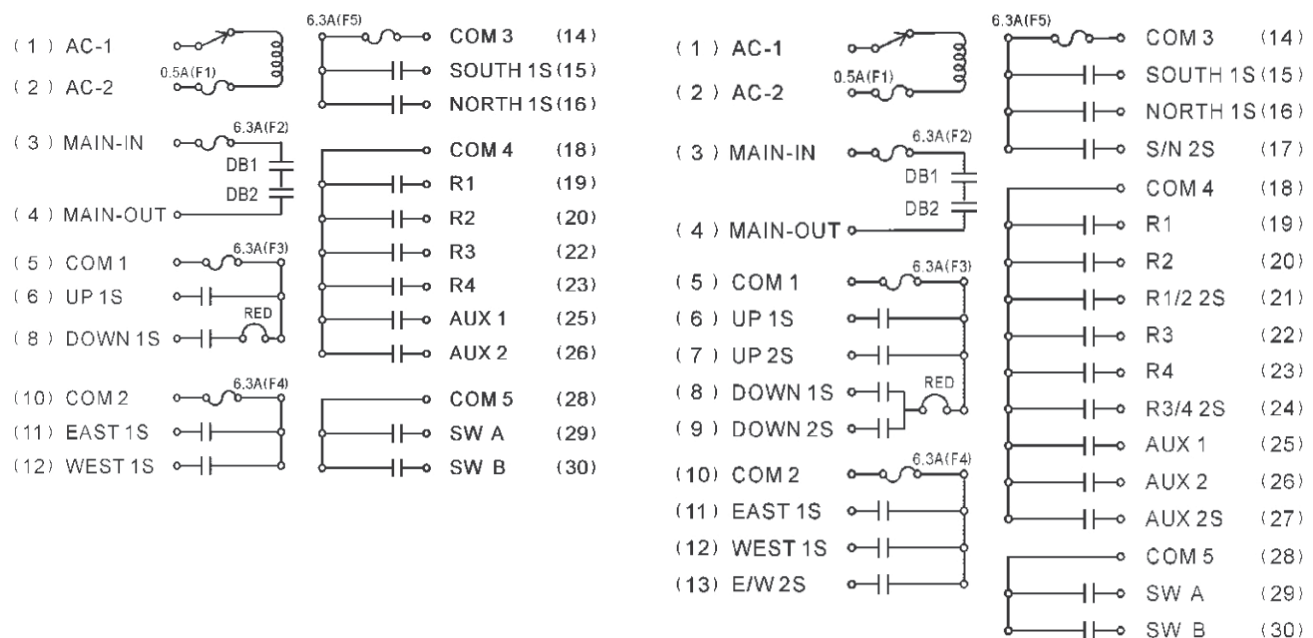 ( 1 ) AC-1
0.5A(F1)
( 2 ) AC-2
6.3A(F2)
( 3 ) MAIN-IN
DB1
DB2
( 4 ) MAIN-OUT
6.3A(F3)
( 5 ) COM 1
( 6 ) UP 1S
RED
( 8 ) DOWN 1S
6.3A(F4)
(10) COM 2
(11) EAST 1S
(12) WEST 1S
6.3A(F5)
COM 3 (14)
SOUTH 1S (15)
NORTH 1S (16)
COM 4 (18)
R1 (19)
R2 (20)
R3 (22)
R4 (23)
AUX 1 (25)
AUX 2 (26)
COM 5 (28)
SW A (29)
SW B (30)
( 1 ) AC-1
0.5A(F1)
( 2 ) AC-2
6.3A(F2)
( 3 ) MAIN-IN
DB1
DB2
( 4 ) MAIN-OUT
6.3A(F3)
( 5 ) COM 1
( 6 ) UP 1S
( 7 ) UP 2S
RED
( 8 ) DOWN 1S
( 9 ) DOWN 2S
6.3A(F4)
(10) COM 2
(11) EAST 1S
(12) WEST 1S
(13) E/W 2S
6.3A(F5)
COM 3 (14)
SOUTH 1S (15)
NORTH 1S (16)
S/N 2S (17)
COM 4 (18)
R1 (19)
R2 (20)
R1/2 2S (21)
R3 (22)
R4 (23)
R3/4 2S (24)
AUX 1 (25)
AUX 2 (26)
AUX 2S (27)
COM 5 (28)
SW A (29)
SW B (30)